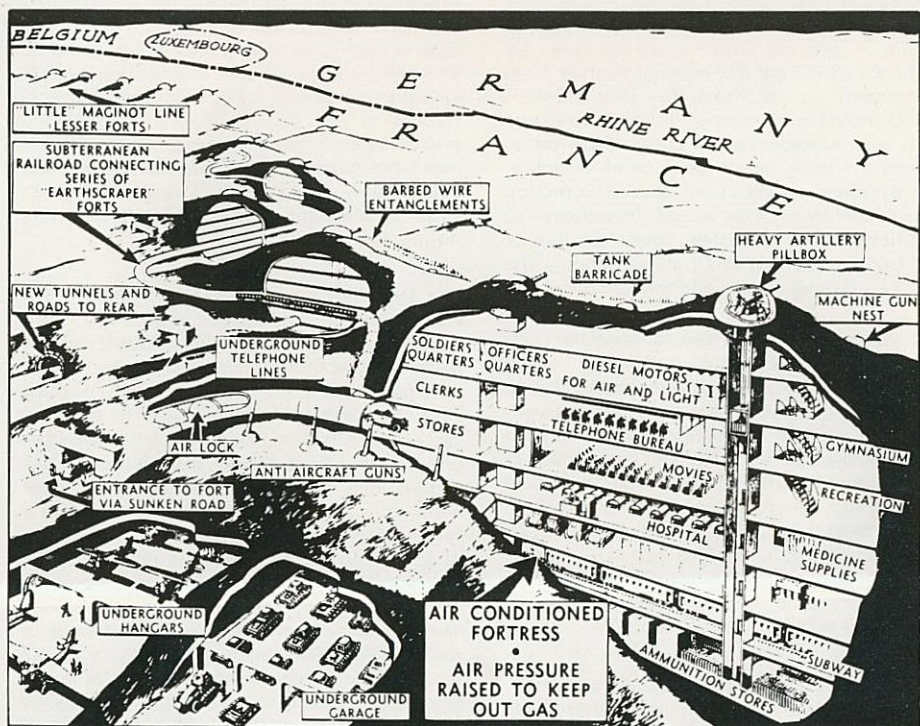 BELGIUM
LUXEMBOURG
GERMANY
FRANCE
RHINE RIVER
"LITTLE" MAGINOT LINE
(LESSER FORTS)
SUBTERRANEAN
RAILROAD CONNECTING
SERIES OF
"EARTHSCRAPER"
FORTS
BARBED WIRE
ENTANGLEMENTS
TANK
BARRICADE
HEAVY ARTILLERY
PILLBOX
MACHINE GUN
NEST
NEW TUNNELS AND
ROADS TO REAR
UNDERGROUND
TELEPHONE
LINES
SOLDIERS
QUARTERS
OFFICERS
QUARTERS
DIESEL MOTORS
FOR AIR AND LIGHT
CLERKS
STORES
TELEPHONE BUREAU
MOVIES
GYMNASIUM
RECREATION
HOSPITAL
MEDICINE
SUPPLIES
SUBWAY
AMMUNITION STORES
AIR LOCK
ANTI AIRCRAFT GUNS
ENTRANCE TO FORT
VIA SUNKEN ROAD
UNDERGROUND
HANGARS
UNDERGROUND
GARAGE
AIR CONDITIONED
FORTRESS
•
AIR PRESSURE
RAISED TO KEEP
OUT GAS